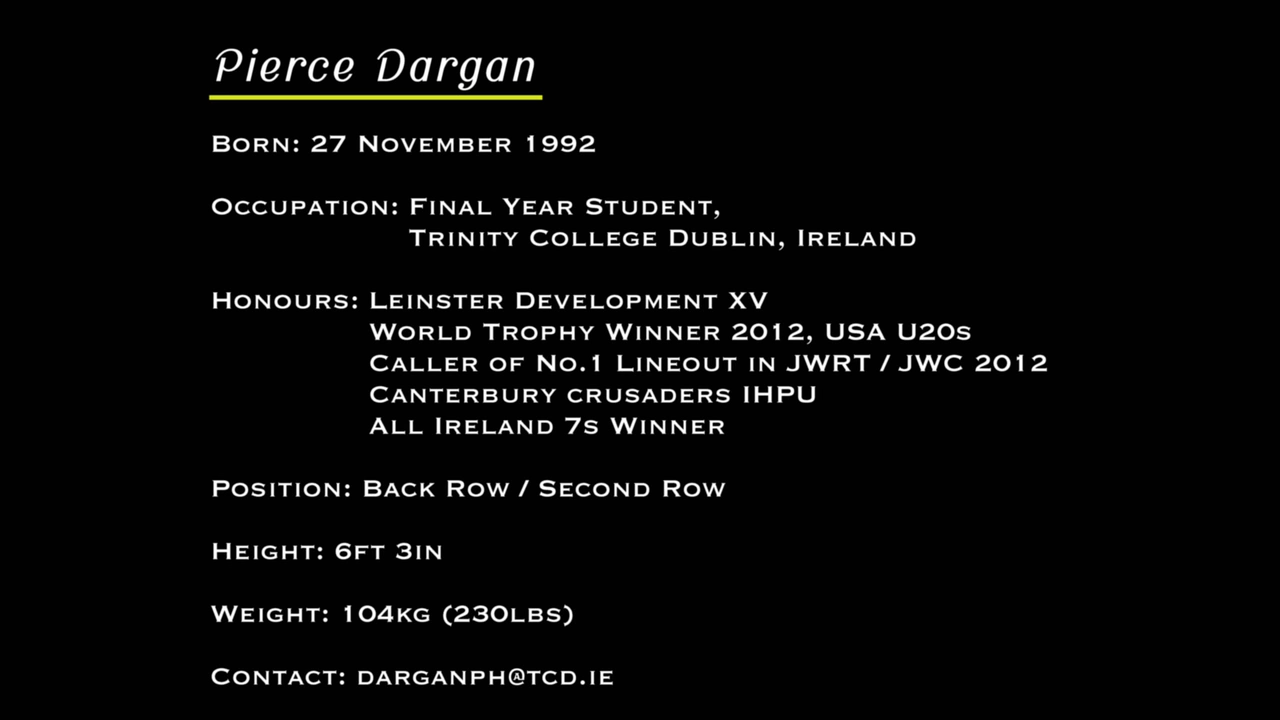 Pierce Dargan
Born: 27 November 1992
Occupation: Final Year Student,
Trinity College Dublin, Ireland
Honours: Leinster Development XV
World Trophy Winner 2012, USA U20s
Caller of No.1 Lineout in JWRT / JWC 2012
Canterbury crusaders IHPU
All Ireland 7s Winner
Position: Back Row / Second Row
Height: 6ft 3in
Weight: 104kg (230lbs)
Contact: darganph@tcd.ie